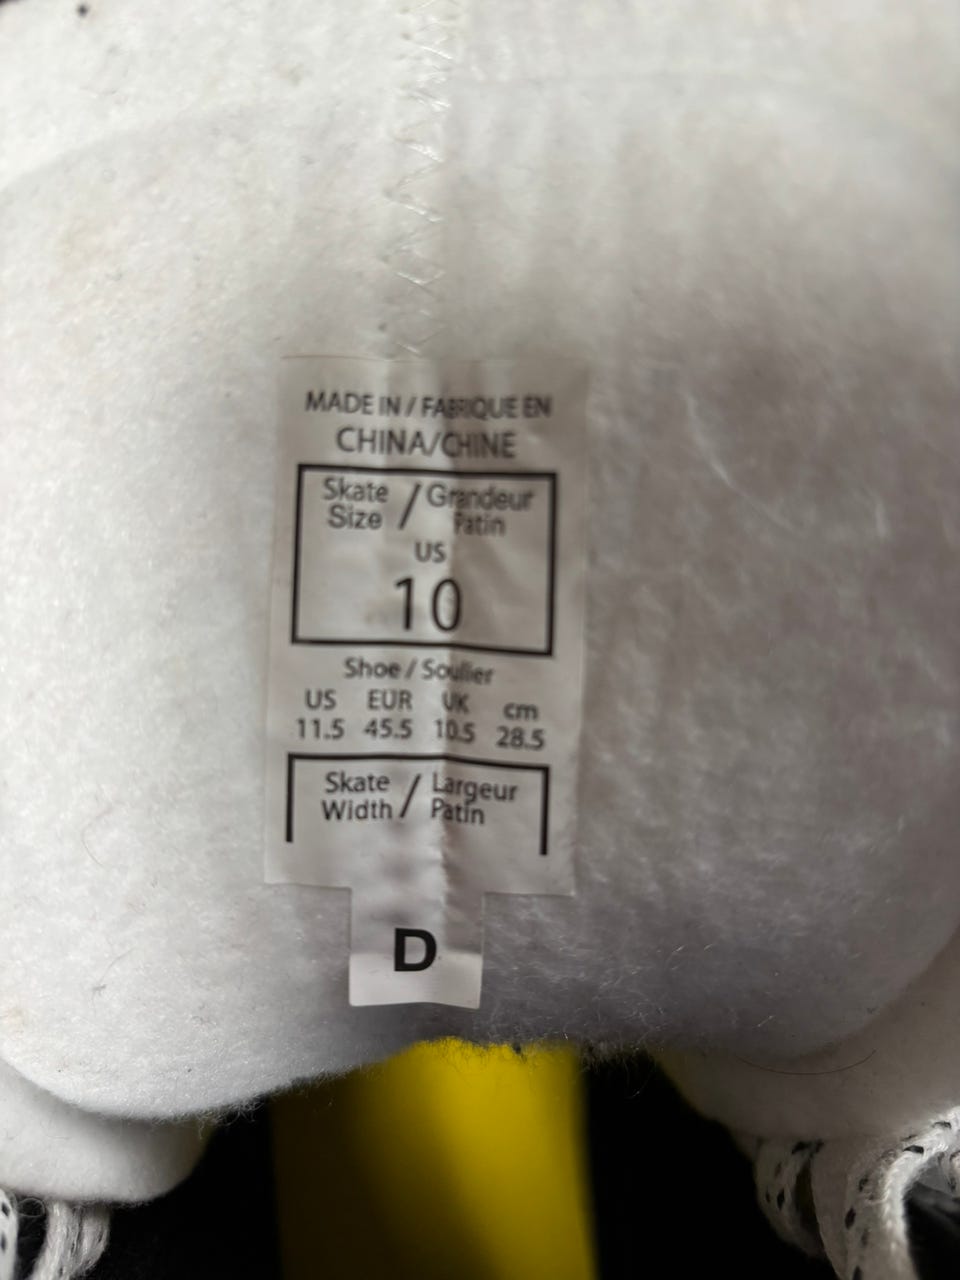 MADE IN / FABRIQUE EN
CHINA/CHINE
Skate / Grandeur
Size Patin
US
10
Shoe / Soulier
US EUR UK cm
11.5 45.5 10.5 28.5
Skate / Largeur
Width Patin
D